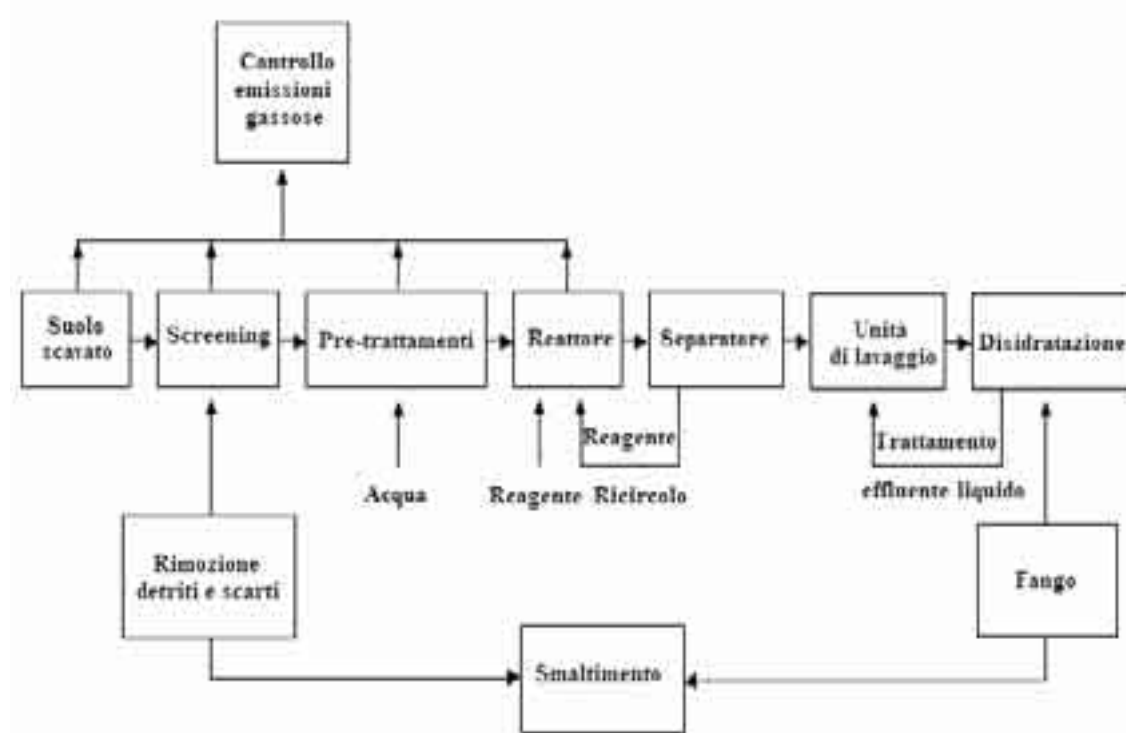 Controllo
emissioni
gassose
Suolo
scavato
Screening
Pre-trattamenti
Reattore
Separatore
Unità
di lavaggio
Disidratazione
Reagente
Trattamento
Acqua
Reagente
Ricircolo
effluente liquido
Rimozione
detriti e scarti
Fango
Smaltimento